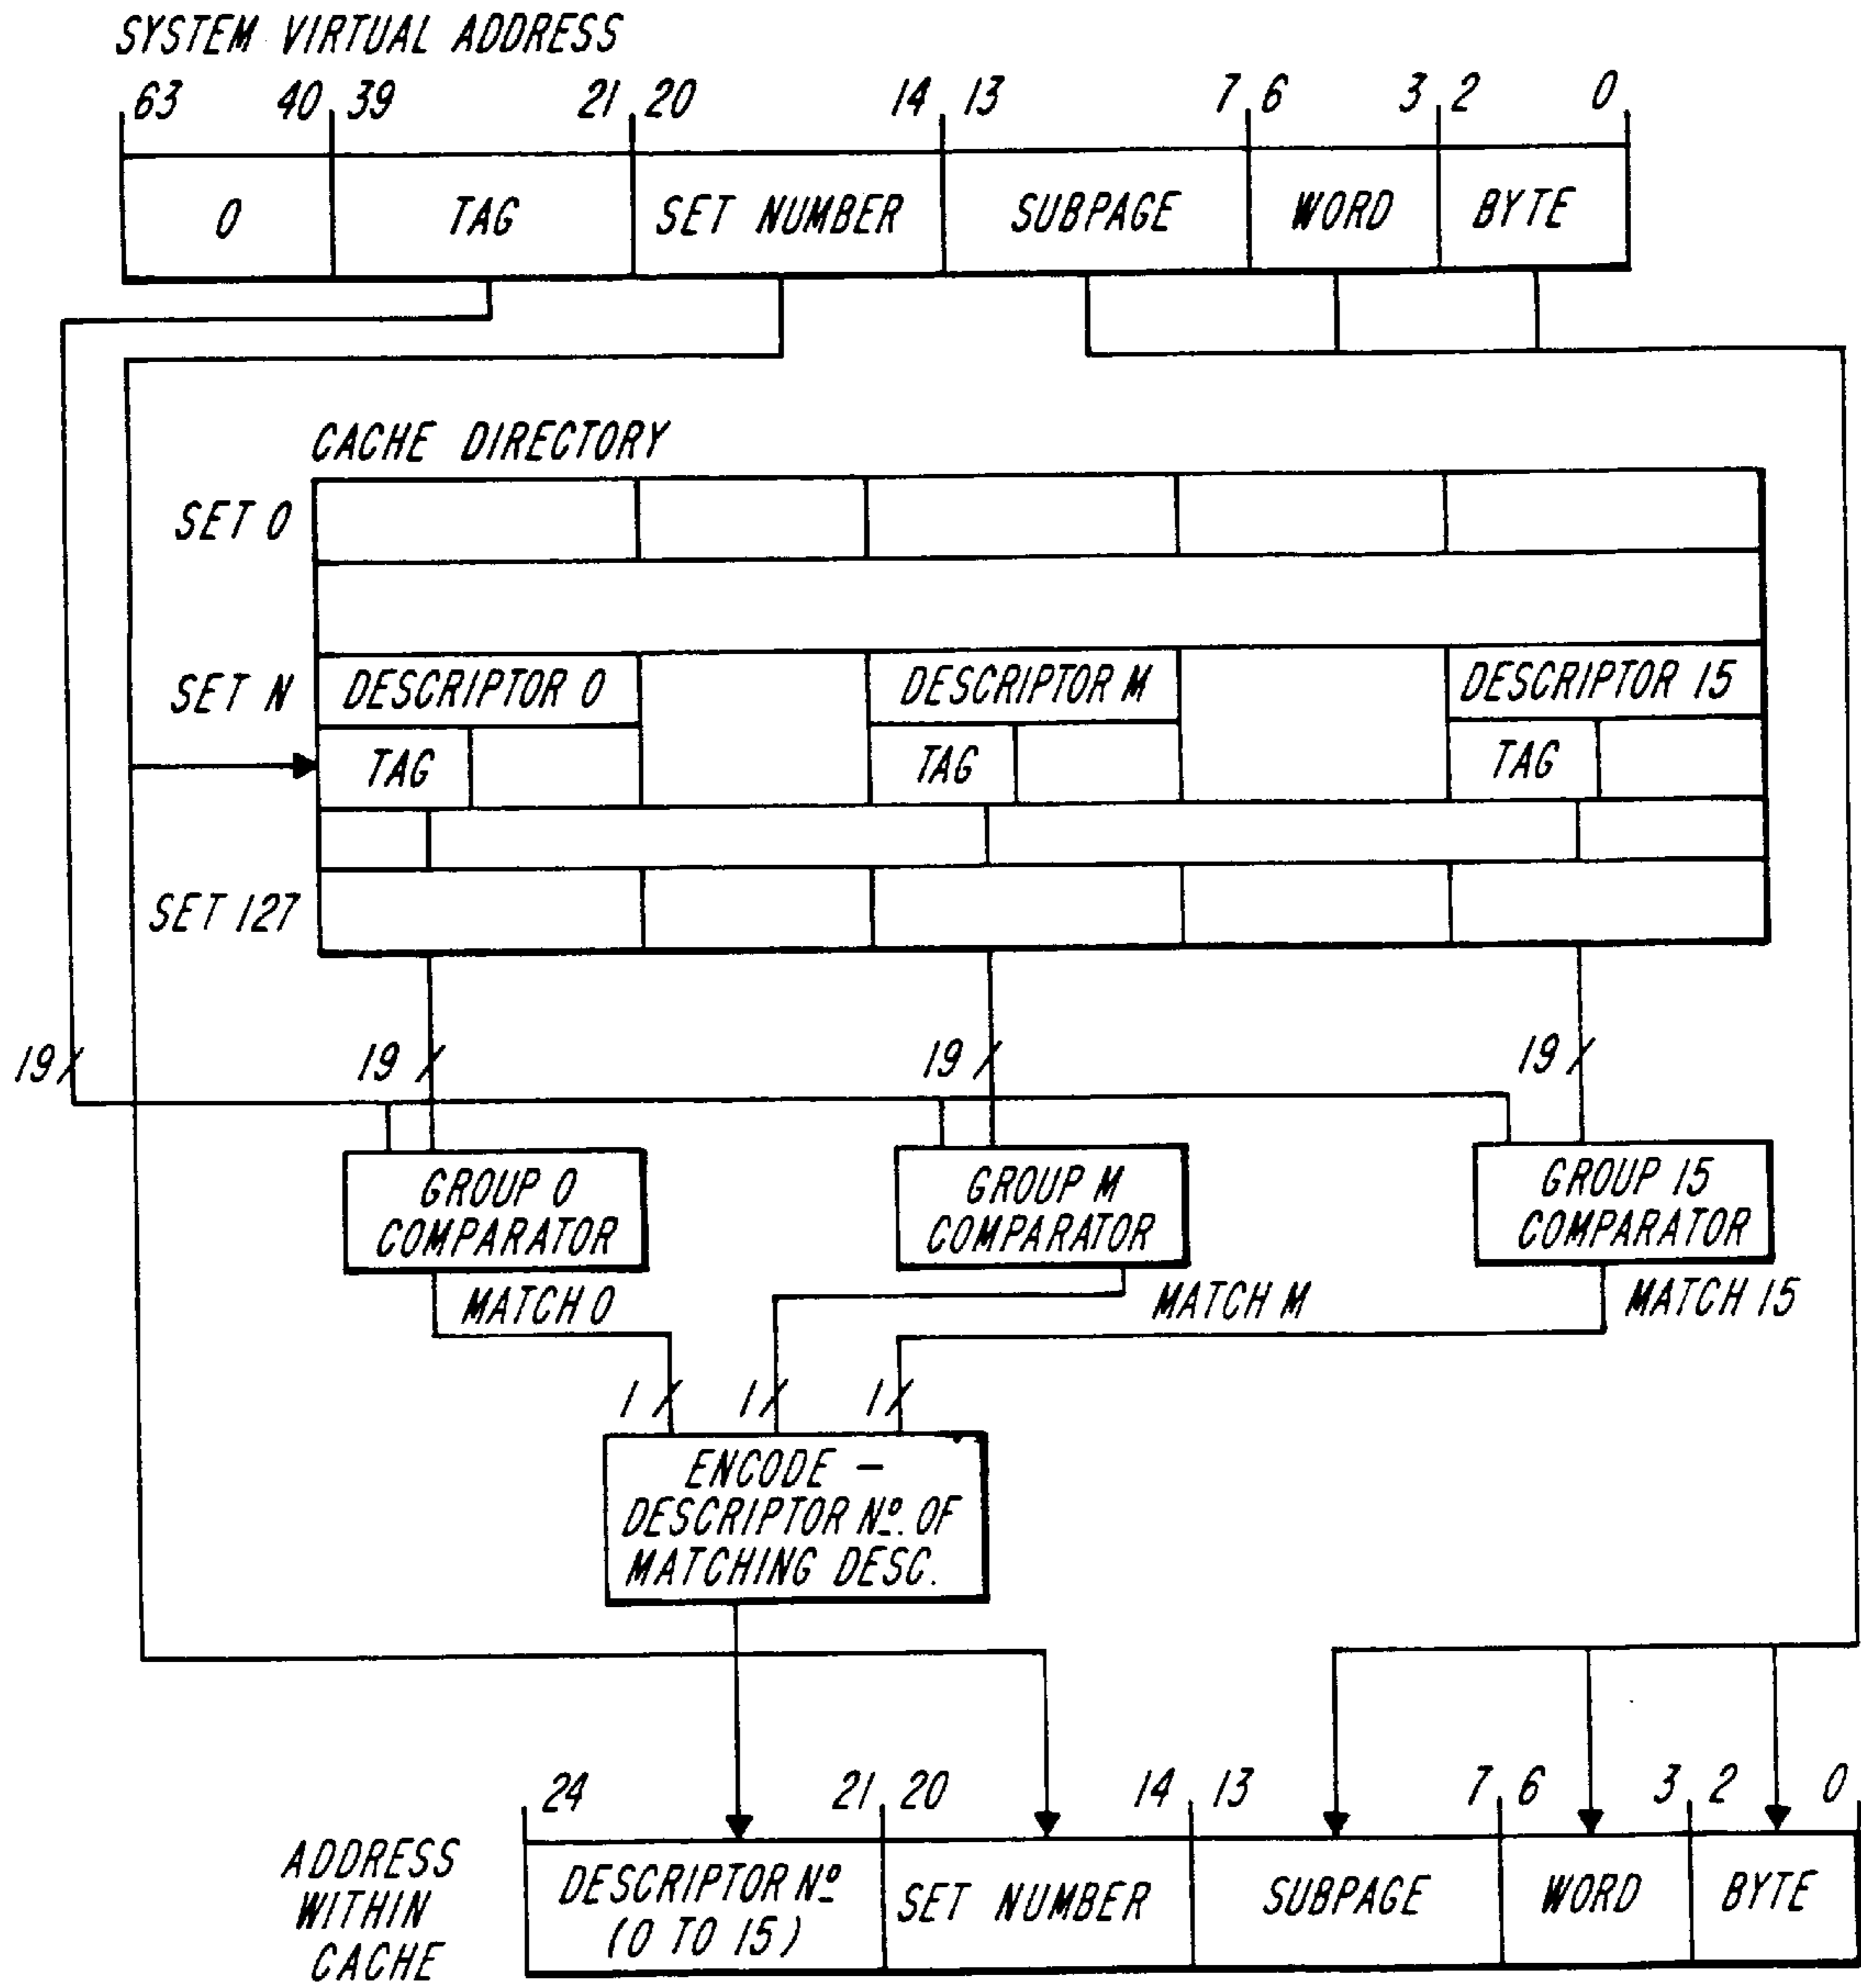 SYSTEM VIRTUAL ADDRESS
63 40 39 21 20 14 13 7 6 3 2 0
0 TAG SET NUMBER SUBPAGE WORD BYTE
CACHE DIRECTORY
SET 0
SET N DESCRIPTOR 0 DESCRIPTOR M DESCRIPTOR 15
TAG TAG TAG
SET 127
19 19 19 19
GROUP 0
COMPARATOR
GROUP M
COMPARATOR
GROUP 15
COMPARATOR
MATCH 0 MATCH M MATCH 15
1 1 1
ENCODE -
DESCRIPTOR Nº. OF
MATCHING DESC.
24 21 20 14 13 7 6 3 2 0
ADDRESS
WITHIN
CACHE
DESCRIPTOR Nº
(0 TO 15)
SET NUMBER SUBPAGE WORD BYTE